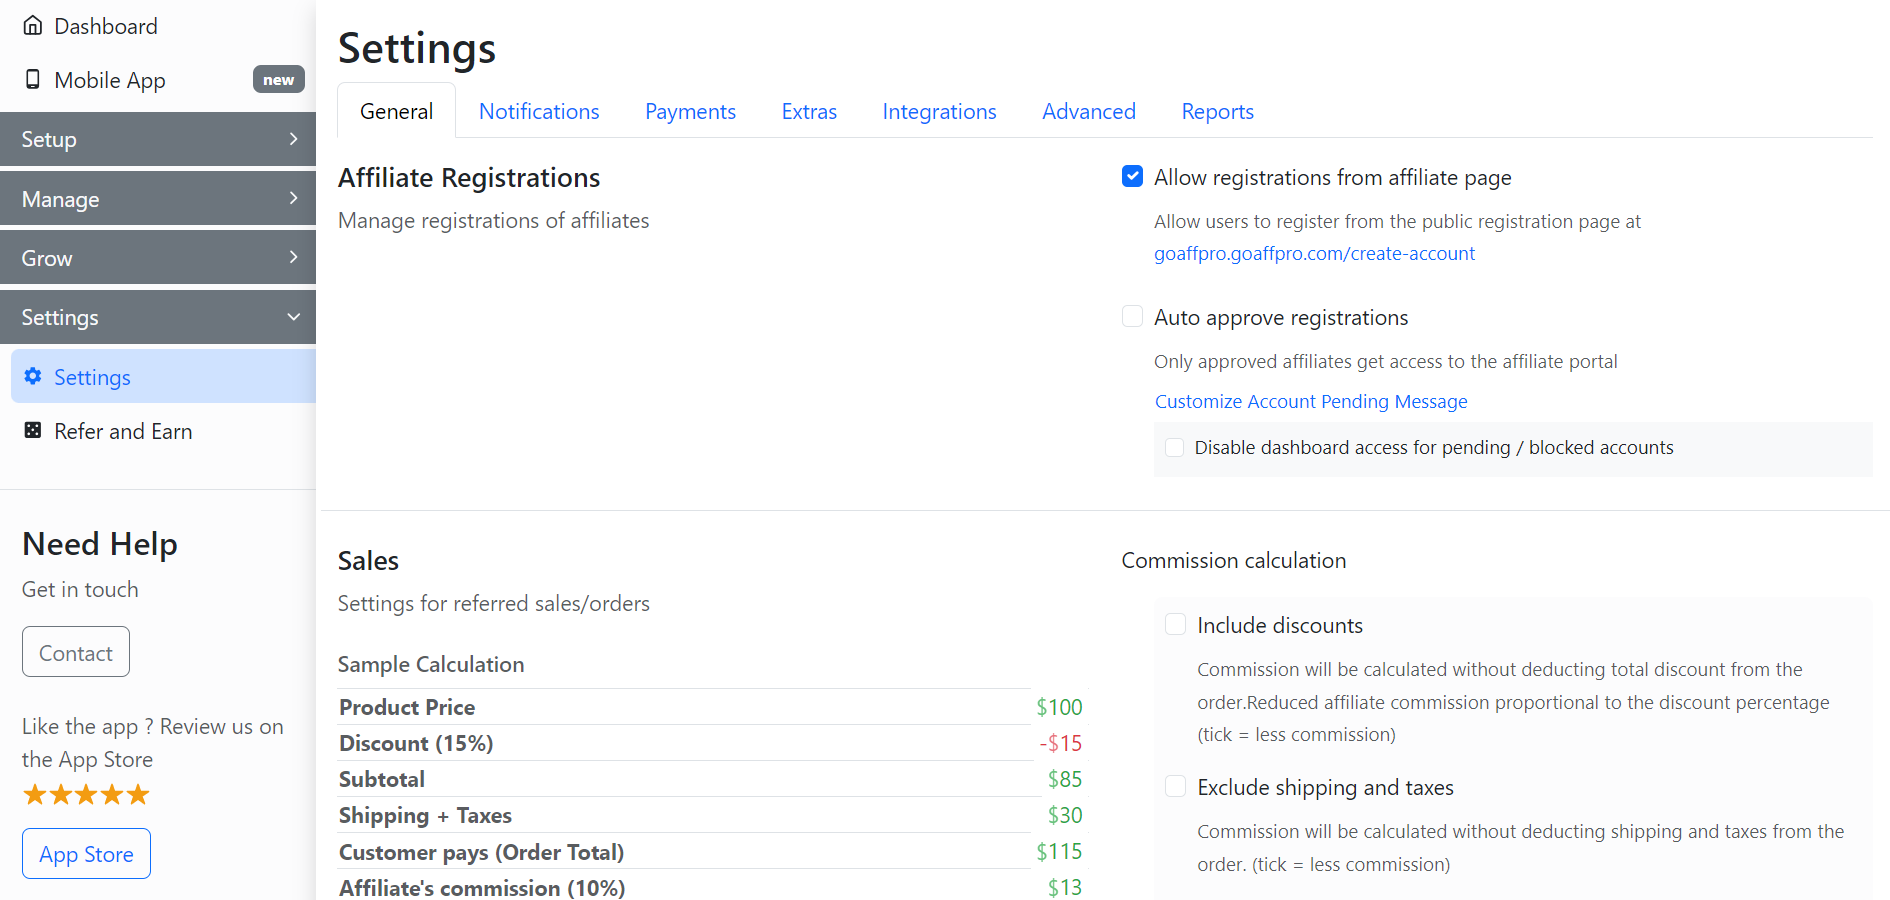 Dashboard
Mobile App
new
Setup
Manage
Grow
Settings
Settings
Refer and Earn
Need Help
Get in touch
Contact
Like the app ? Review us on
the App Store
App Store
Settings
General
Notifications
Payments
Extras
Integrations
Advanced
Reports
Affiliate Registrations
Manage registrations of affiliates
Allow registrations from affiliate page
Allow users to register from the public registration page at
goaffpro.goaffpro.com/create-account
Auto approve registrations
Only approved affiliates get access to the affiliate portal
Customize Account Pending Message
Disable dashboard access for pending / blocked accounts
Sales
Settings for referred sales/orders
Sample Calculation
Product Price $100
Discount (15%) -$15
Subtotal $85
Shipping + Taxes $30
Customer pays (Order Total) $115
Affiliate's commission (10%) $13
Commission calculation
Include discounts
Commission will be calculated without deducting total discount from the
order.Reduced affiliate commission proportional to the discount percentage
(tick = less commission)
Exclude shipping and taxes
Commission will be calculated without deducting shipping and taxes from the
order. (tick = less commission)